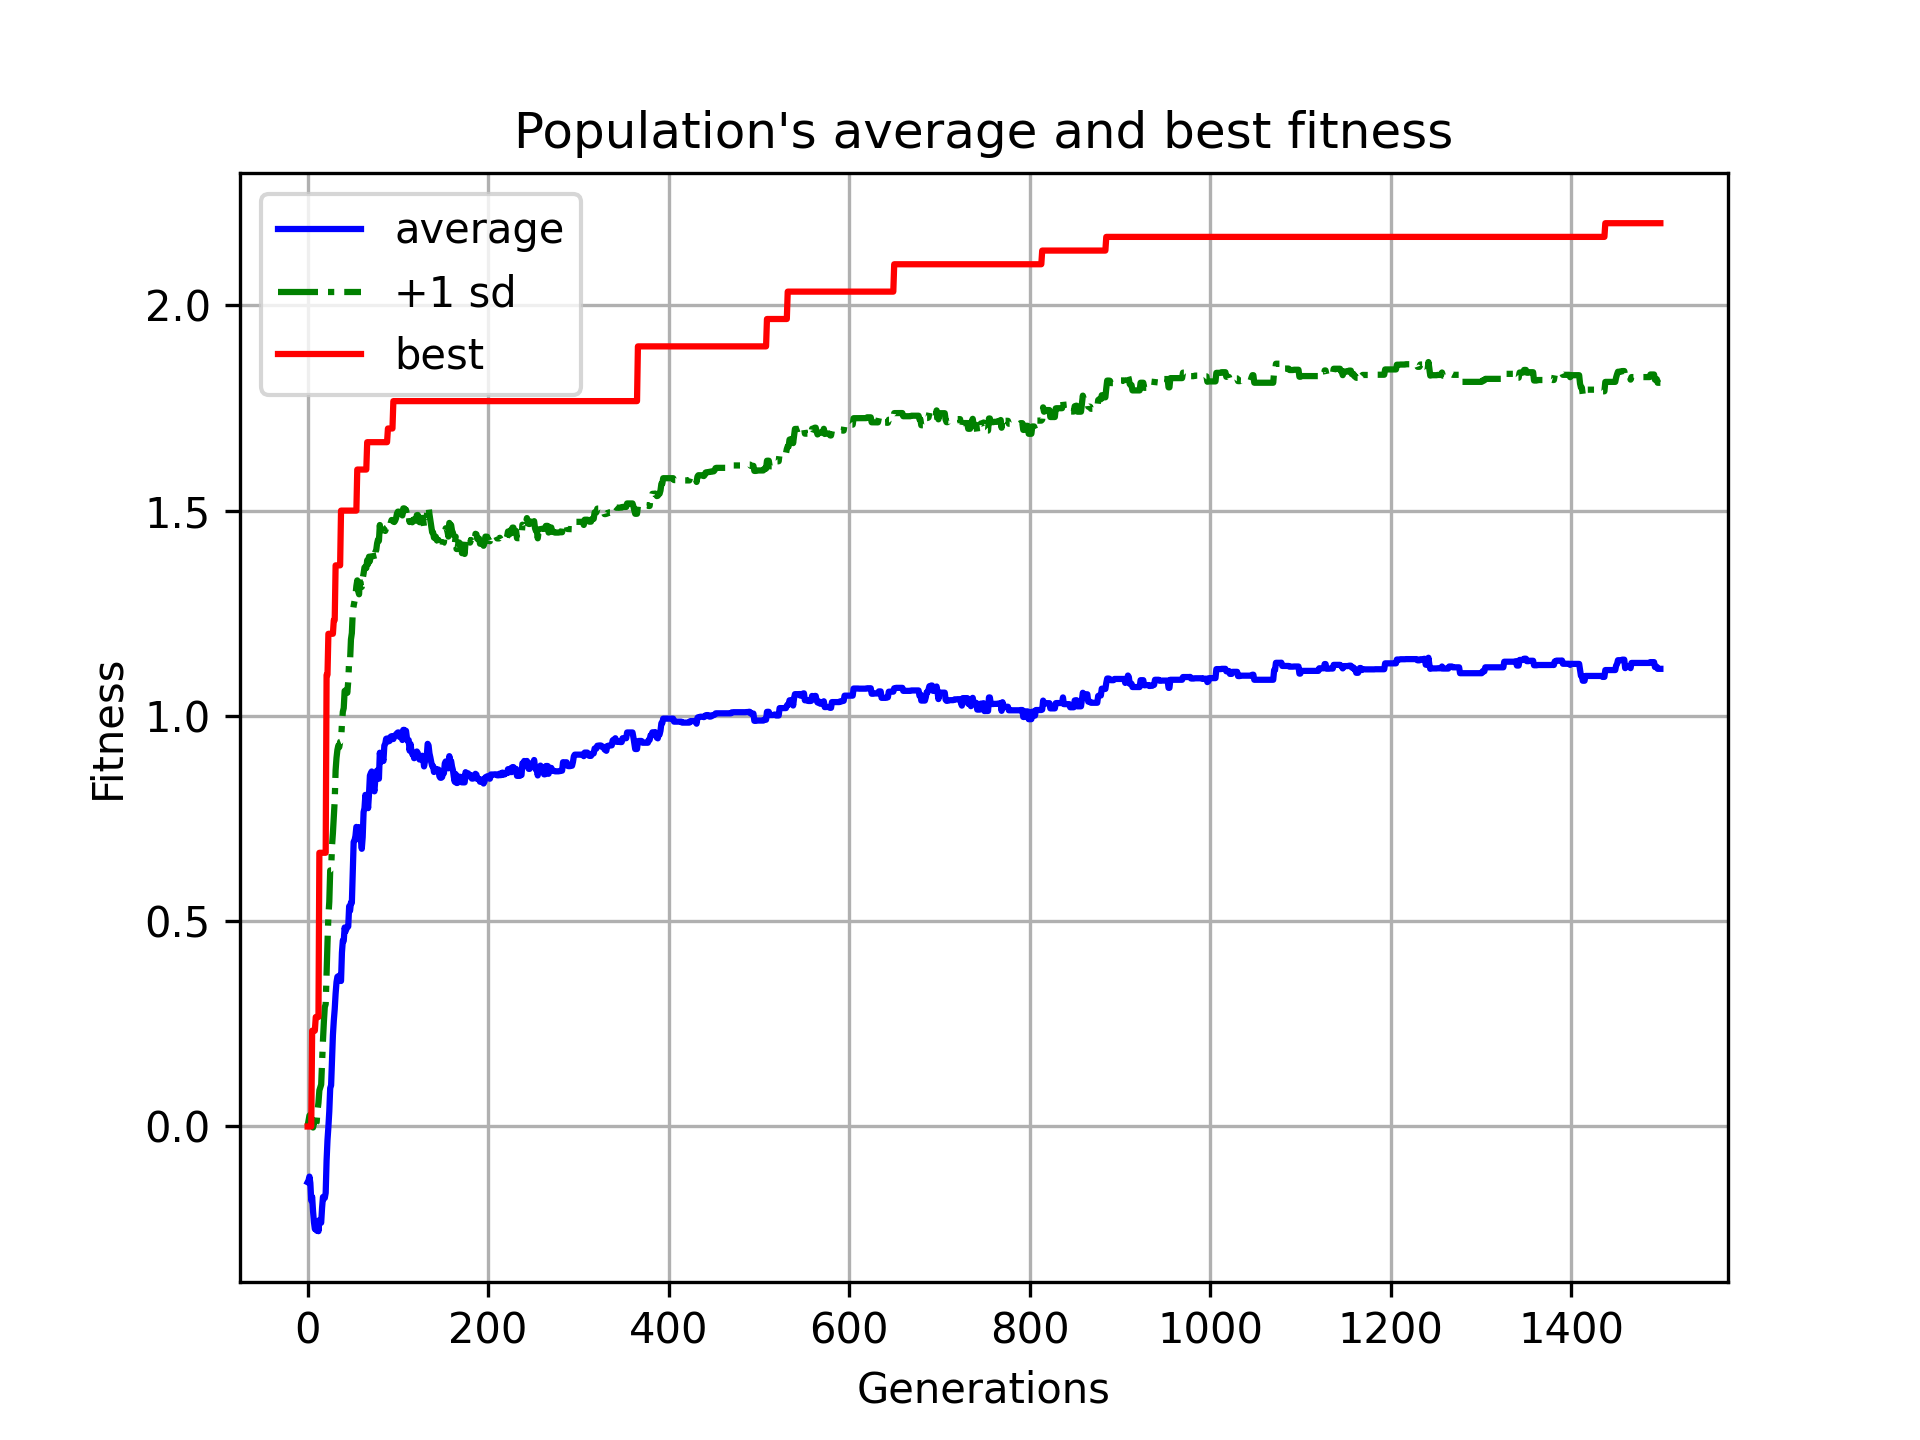 Population's average and best fitness
average
+1 sd
best
Fitness
2.0
1.5
1.0
0.5
0.0
0 200 400 600 800 1000 1200 1400
Generations